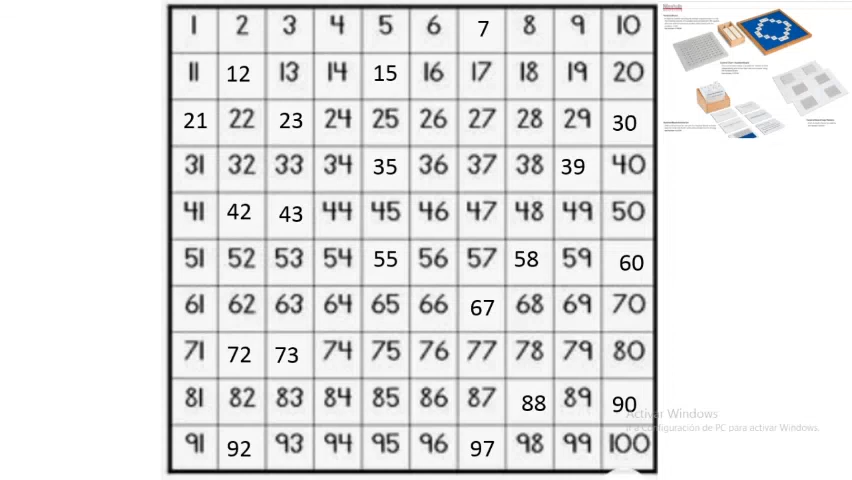 1 2 3 4 5 6 7 8 9 10
11 12 13 14 15 16 17 18 19 20
21 22 23 24 25 26 27 28 29 30
31 32 33 34 35 36 37 38 39 40
41 42 43 44 45 46 47 48 49 50
51 52 53 54 55 56 57 58 59 60
61 62 63 64 65 66 67 68 69 70
71 72 73 74 75 76 77 78 79 80
81 82 83 84 85 86 87 88 89 90
91 92 93 94 95 96 97 98 99 100
Activar Windows
configuración de PC para activar Windows.